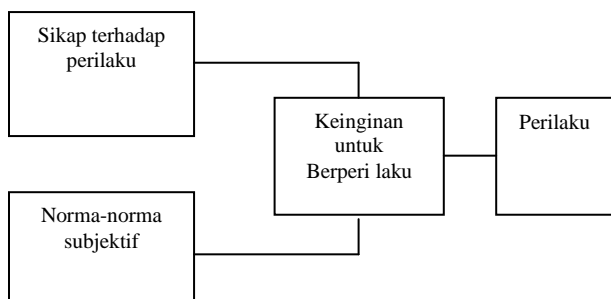 Sikap terhadap
perilaku
Keinginan
untuk
Berperi laku
Perilaku
Norma-norma
subjektif